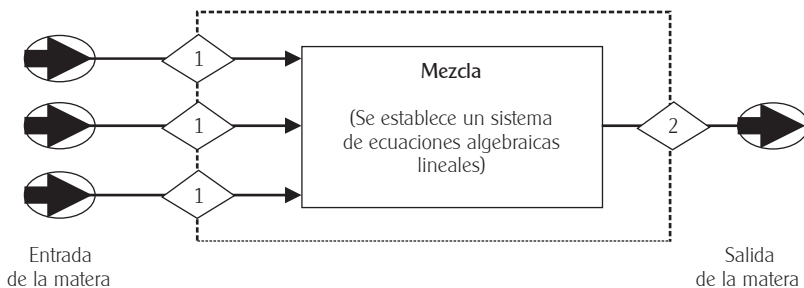 1
Mezcla
1
(Se establece un sistema
de ecuaciones algebraicas
lineales)
2
1
Entrada
de la matera
Salida
de la matera